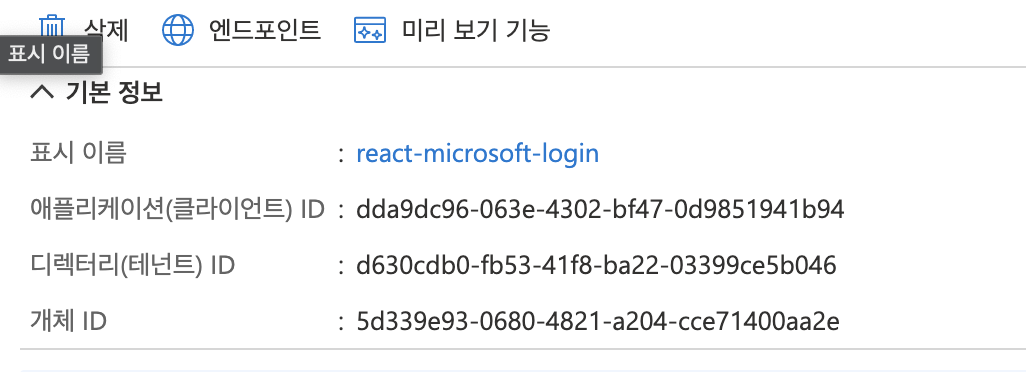 삭제 엔드포인트 미리 보기 기능
표시 이름
기본 정보
표시 이름 : react-microsoft-login
애플리케이션(클라이언트) ID : dda9dc96-063e-4302-bf47-0d9851941b94
디렉터리(테넌트) ID : d630cdb0-fb53-41f8-ba22-03399ce5b046
개체 ID : 5d339e93-0680-4821-a204-cce71400aa2e